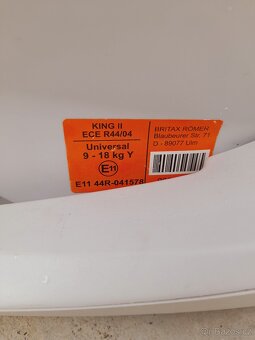 KING II
ECE R44/04
Universal
9 - 18 kg Y
E11
E11 44R-041578
BRITAX RÖMER
Blaubeurer Str. 71
D - 89077 Ulm